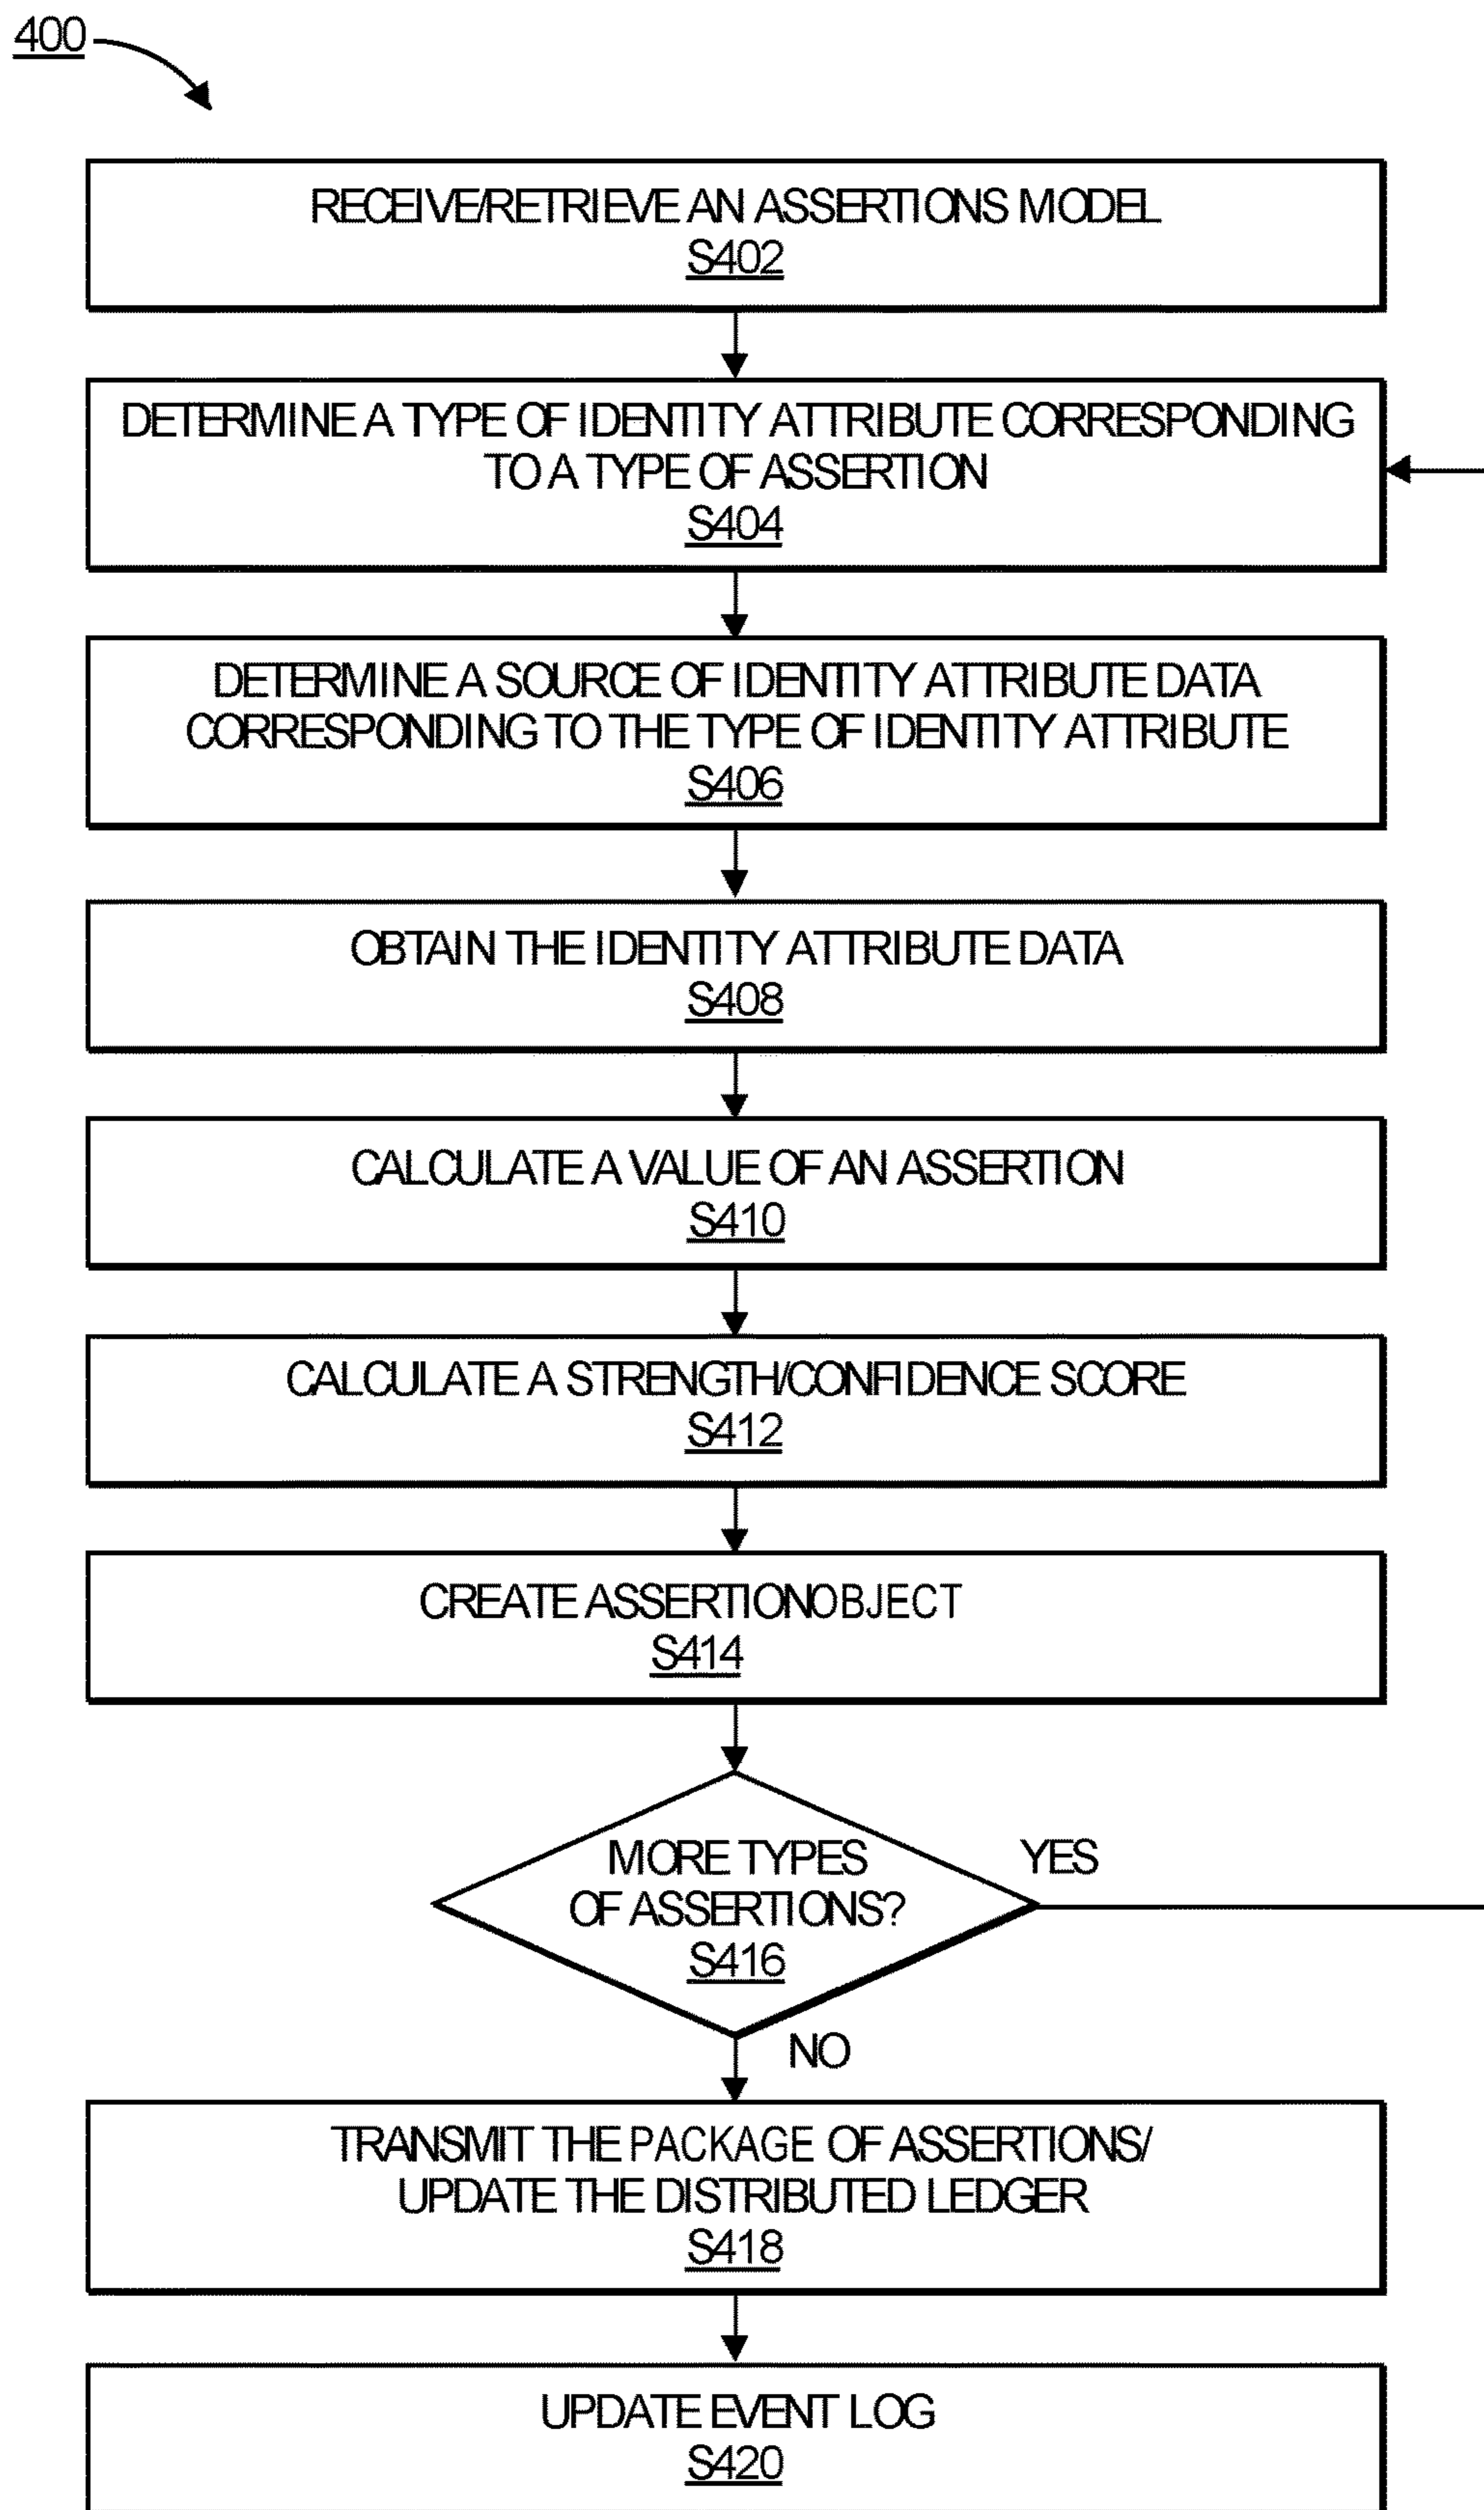 400
RECEIVE/RETRIEVE AN ASSERTIONS MODEL
S402
DETERMINE A TYPE OF IDENTITY ATTRIBUTE CORRESPONDING
TO A TYPE OF ASSERTION
S404
DETERMINE A SOURCE OF IDENTITY ATTRIBUTE DATA
CORRESPONDING TO THE TYPE OF IDENTITY ATTRIBUTE
S406
OBTAIN THE IDENTITY ATTRIBUTE DATA
S408
CALCULATE A VALUE OF AN ASSERTION
S410
CALCULATE A STRENGTH/CONFIDENCE SCORE
S412
CREATE ASSERTION OBJECT
S414
MORE TYPES
OF ASSERTIONS?
S416
YES
NO
TRANSMIT THE PACKAGE OF ASSERTIONS/
UPDATE THE DISTRIBUTED LEDGER
S418
UPDATE EVENT LOG
S420